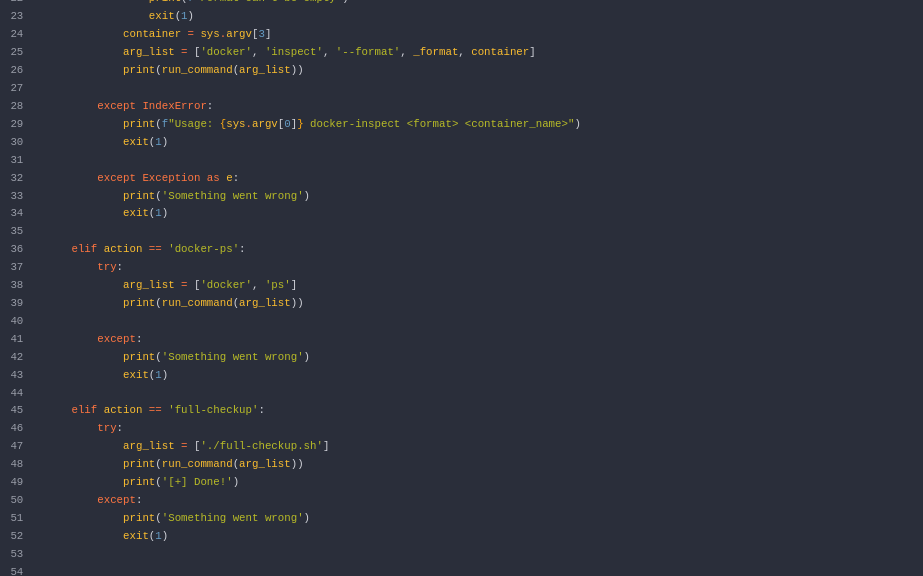 23                     exit(1)
24                 container = sys.argv[3]
25                 arg_list = ['docker', 'inspect', '--format', _format, container]
26                 print(run_command(arg_list))
27
28             except IndexError:
29                 print(f"Usage: {sys.argv[0]} docker-inspect <format> <container_name>")
30                 exit(1)
31
32             except Exception as e:
33                 print('Something went wrong')
34                 exit(1)
35
36         elif action == 'docker-ps':
37             try:
38                 arg_list = ['docker', 'ps']
39                 print(run_command(arg_list))
40
41             except:
42                 print('Something went wrong')
43                 exit(1)
44
45         elif action == 'full-checkup':
46             try:
47                 arg_list = ['./full-checkup.sh']
48                 print(run_command(arg_list))
49                 print('[+] Done!')
50             except:
51                 print('Something went wrong')
52                 exit(1)
53
54